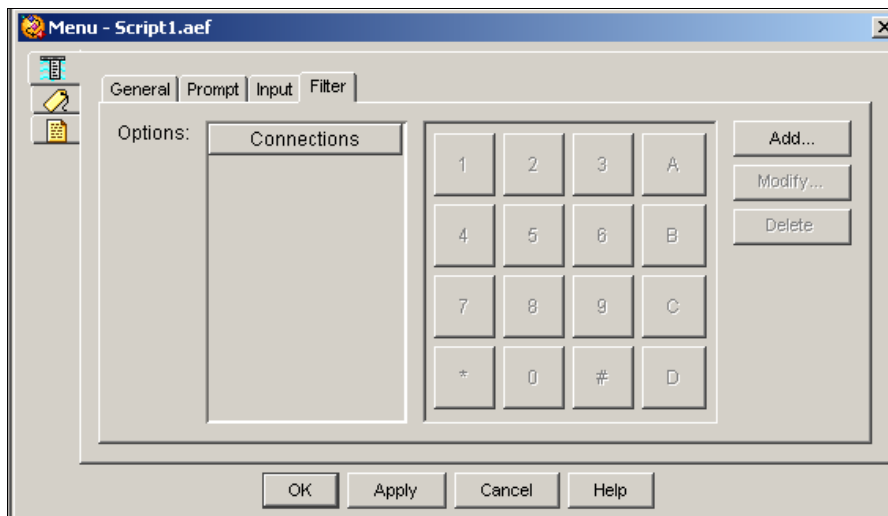 Menu - Script1.aef
General Prompt Input Filter
Options:
Connections
Add...
Modify...
Delete
1 2 3 A
4 5 6 B
7 8 9 C
* 0 # D
OK Apply Cancel Help